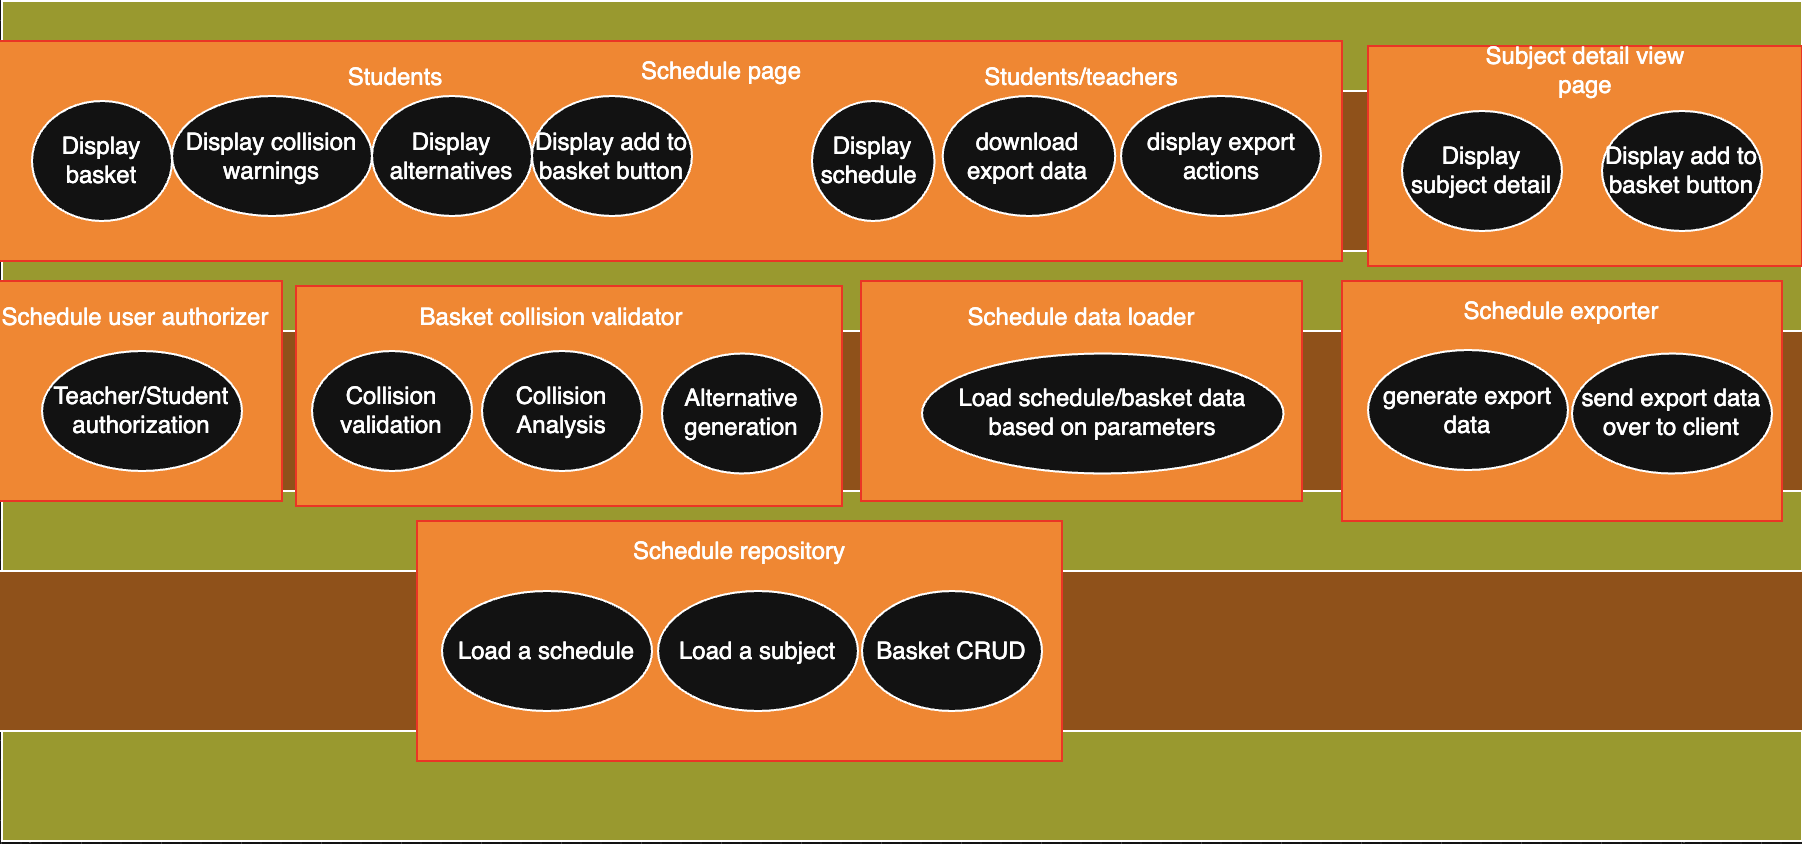 Schedule page
Students
Display
basket
Display collision
warnings
Display
alternatives
Display add to
basket button
Students/teachers
Display
schedule
download
export data
display export
actions
Subject detail view
page
Display
subject detail
Display add to
basket button
Schedule user authorizer
Teacher/Student
authorization
Basket collision validator
Collision
validation
Collision
Analysis
Alternative
generation
Schedule data loader
Load schedule/basket data
based on parameters
Schedule exporter
generate export
data
send export data
over to client
Schedule repository
Load a schedule
Load a subject
Basket CRUD